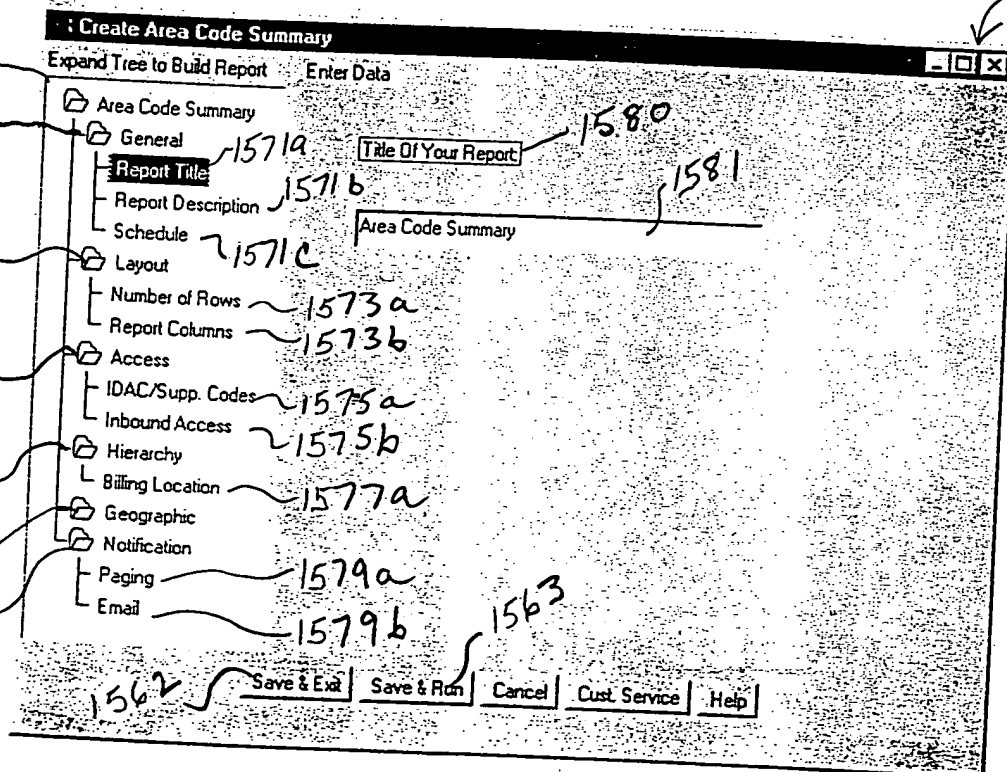 Create Area Code Summary
Expand Tree to Build Report Enter Data
Area Code Summary
General
1571a
Report Title
Title Of Your Report
1580
1571b
Report Description
1581
Schedule
1571c
Area Code Summary
Layout
Number of Rows
1573a
Report Columns
1573b
Access
IDAC/Supp. Codes
1575a
Inbound Access
1575b
Hierarchy
Billing Location
1577a
Geographic
Notification
Paging
1579a
Email
1579b
1563
1562
Save & Exit Save & Run Cancel Cust. Service Help